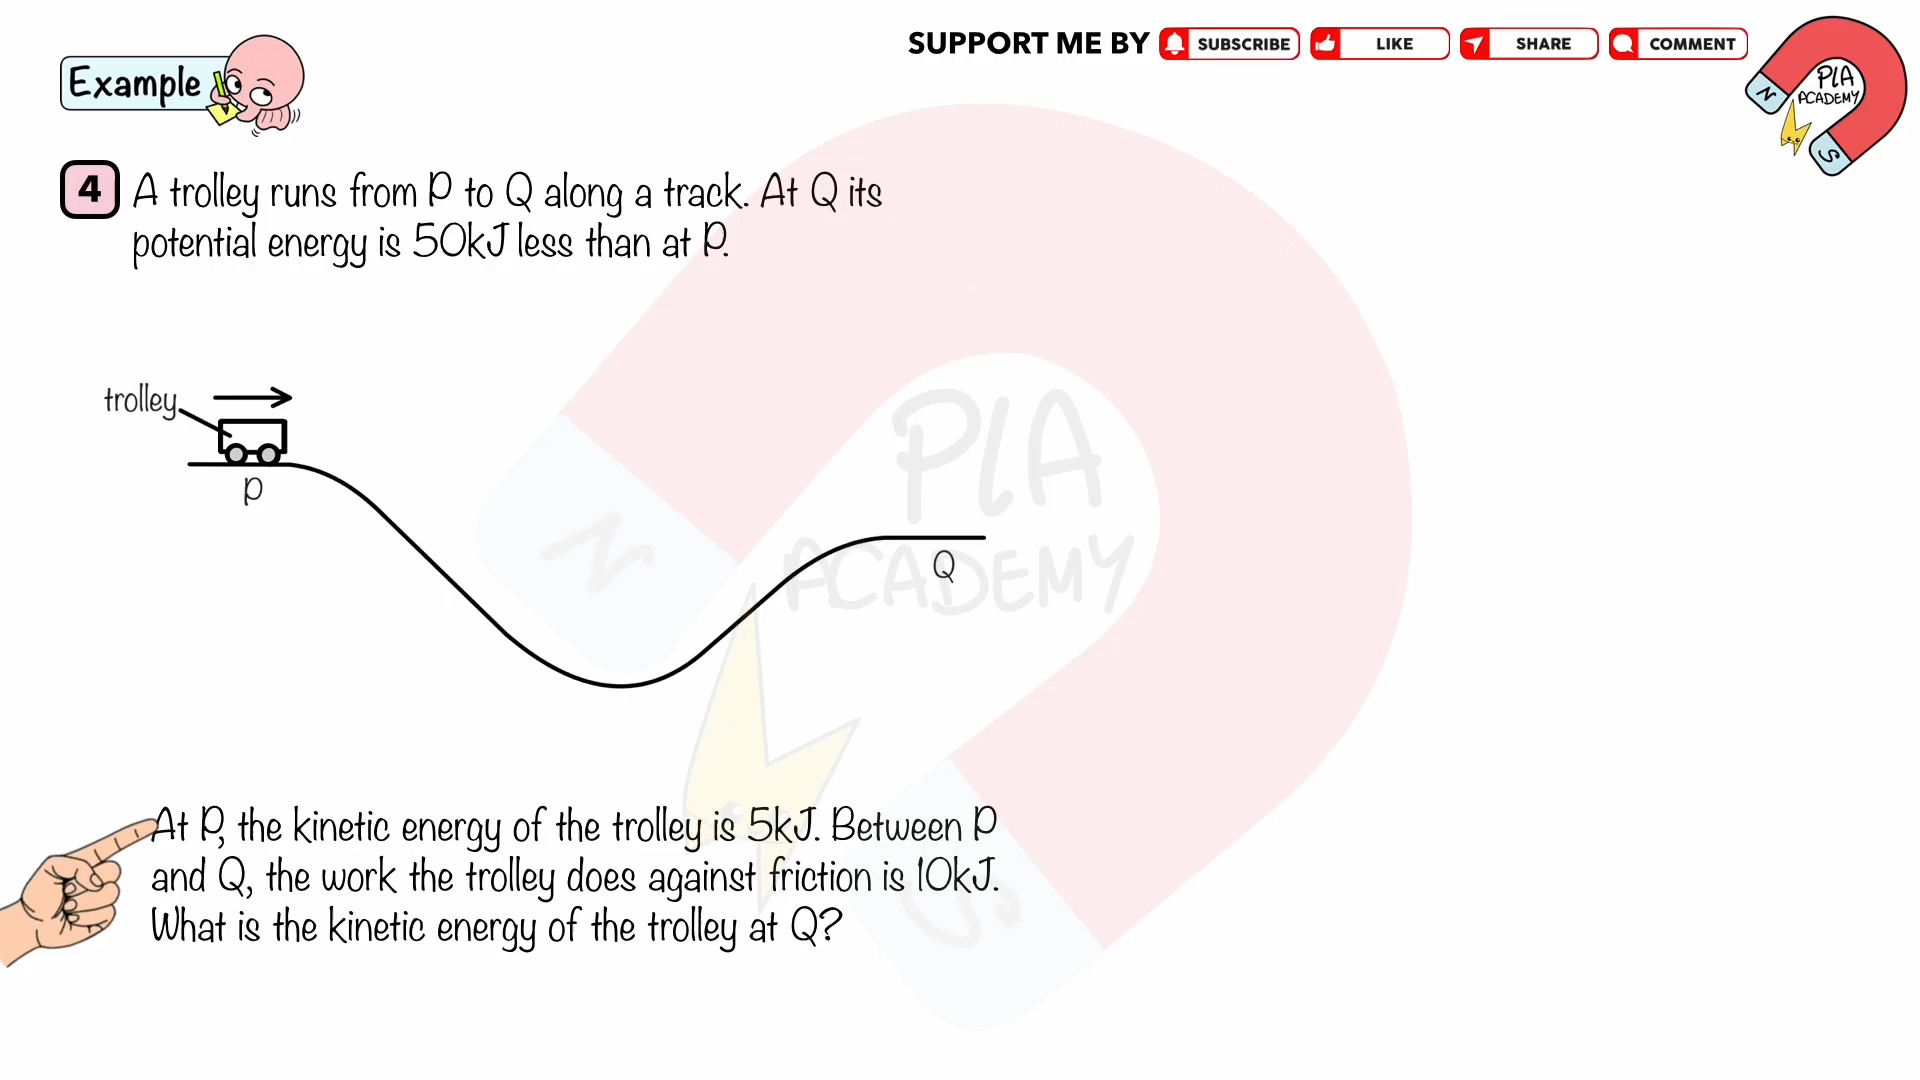 SUPPORT ME BY SUBSCRIBE LIKE SHARE COMMENT
PLA
ACADEMY
N
S
Example
4 A trolley runs from P to Q along a track. At Q its
potential energy is 50kJ less than at P.
trolley
P
Q
PLA
ACADEMY
N
S
At P, the kinetic energy of the trolley is 5kJ. Between P
and Q, the work the trolley does against friction is 10kJ.
What is the kinetic energy of the trolley at Q?